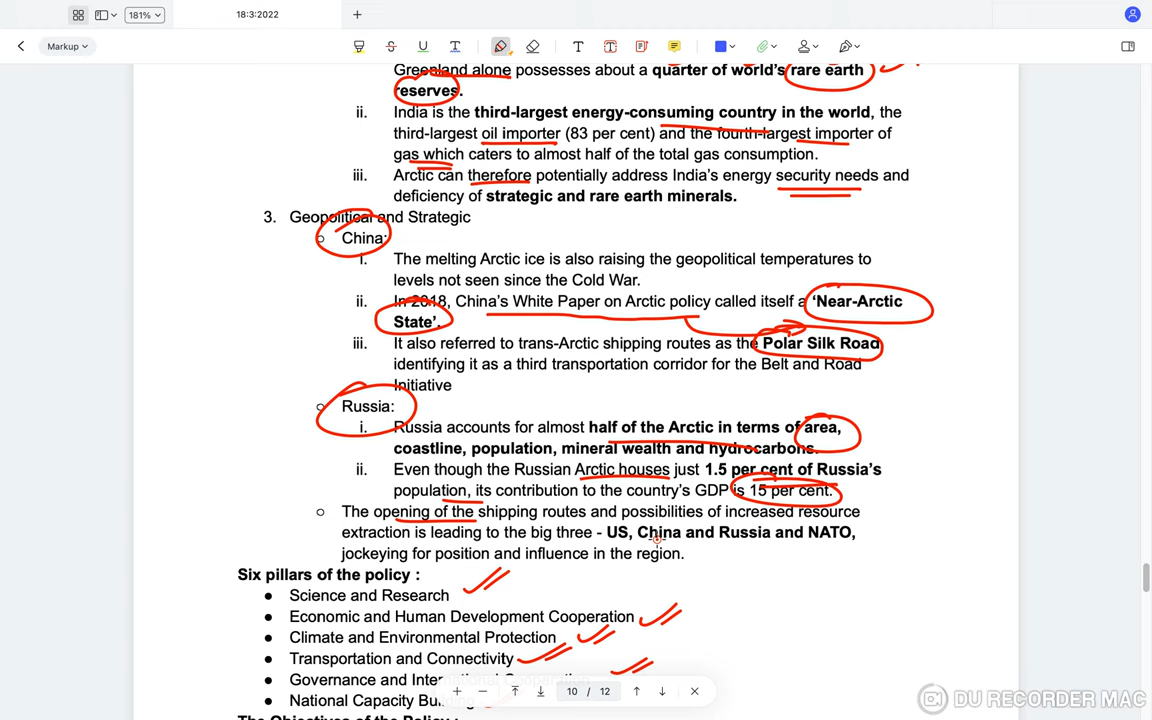 181%
18:3:2022
Markup
Greenland alone possesses about a quarter of world's rare earth
reserves.
ii. India is the third-largest energy-consuming country in the world, the
third-largest oil importer (83 per cent) and the fourth-largest importer of
gas which caters to almost half of the total gas consumption.
iii. Arctic can therefore potentially address India's energy security needs and
deficiency of strategic and rare earth minerals.
3. Geopolitical and Strategic
○ China:
i. The melting Arctic ice is also raising the geopolitical temperatures to
levels not seen since the Cold War.
ii. In 2018, China's White Paper on Arctic policy called itself a 'Near-Arctic
State'.
iii. It also referred to trans-Arctic shipping routes as the Polar Silk Road
identifying it as a third transportation corridor for the Belt and Road
Initiative
○ Russia:
i. Russia accounts for almost half of the Arctic in terms of area,
coastline, population, mineral wealth and hydrocarbons.
ii. Even though the Russian Arctic houses just 1.5 per cent of Russia's
population, its contribution to the country's GDP is 15 per cent.
○ The opening of the shipping routes and possibilities of increased resource
extraction is leading to the big three - US, China and Russia and NATO,
jockeying for position and influence in the region.
Six pillars of the policy :
● Science and Research
● Economic and Human Development Cooperation
● Climate and Environmental Protection
● Transportation and Connectivity
● Governance and
● National Capacity
10 / 12
The Objectives of the Policy :
DU RECORDER MAC